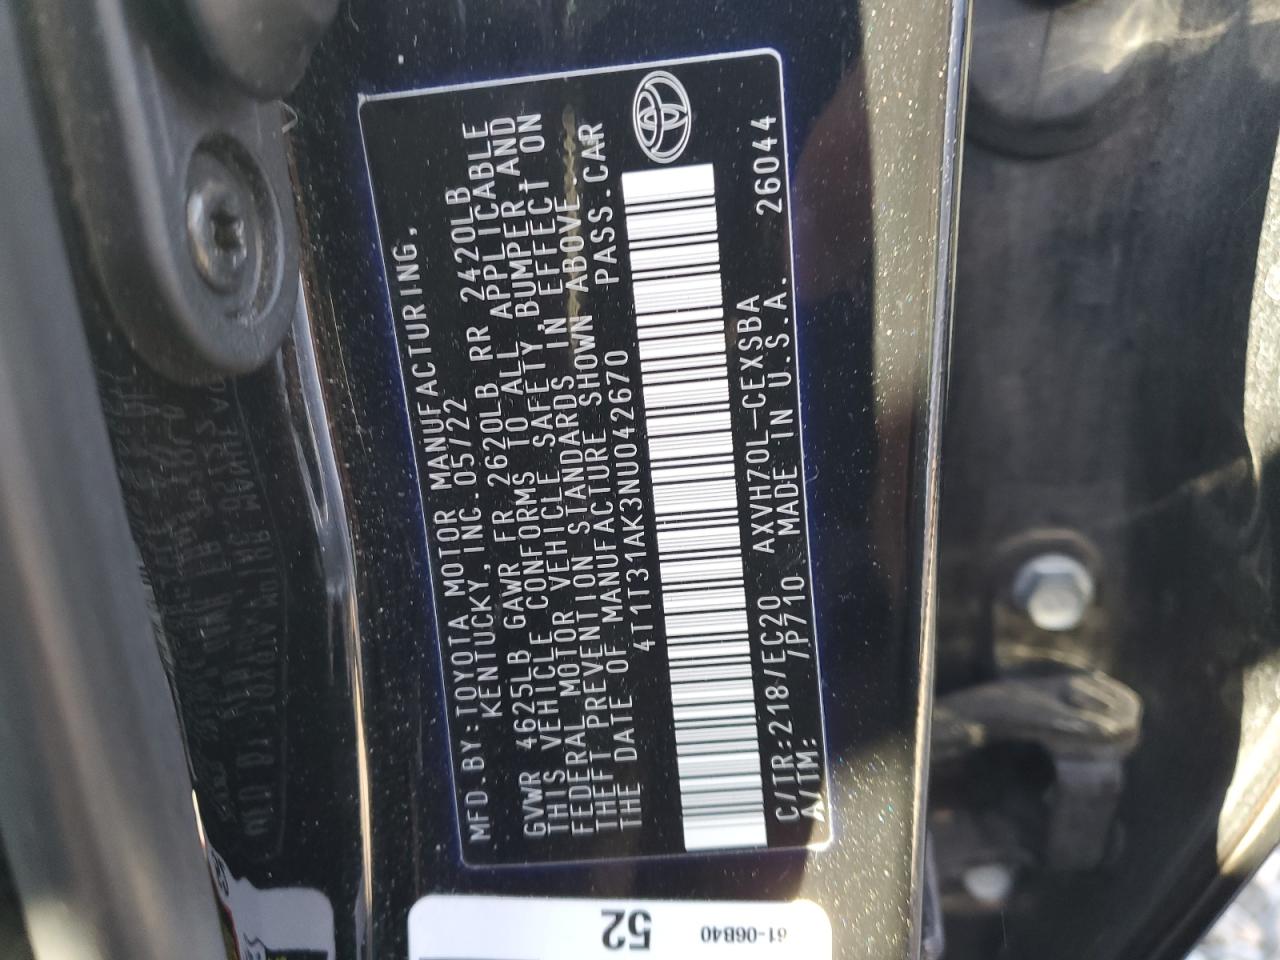 MFD.BY:TOYOTA MOTOR MANUFACTURING,
KENTUCKY,INC.05/22
GVWR 4625LB GAWR FR 2620LB RR 2420LB
THIS VEHICLE CONFORMS TO ALL APPLICABLE
FEDERAL MOTOR VEHICLE SAFETY,BUMPER,AND
THEFT PREVENTION STANDARDS IN EFFECT ON
THE DATE OF MANUFACTURE SHOWN ABOVE.
4T1T31AK3NU042670 PASS.CAR
C/TR:218/EC20 AXVH70L-CEXSBA 26044
A/TM: /P710 MADE IN U.S.A.
52
61-06B40